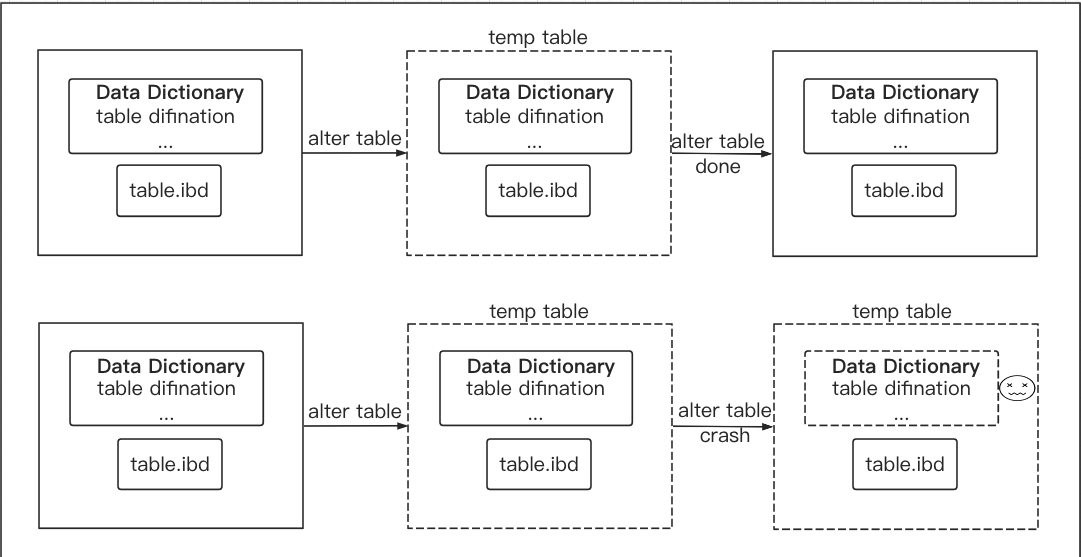 temp table
Data Dictionary
table difination
...
table.ibd
alter table
Data Dictionary
table difination
...
table.ibd
alter table
done
Data Dictionary
table difination
...
table.ibd
temp table
temp table
Data Dictionary
table difination
...
table.ibd
alter table
Data Dictionary
table difination
...
table.ibd
alter table
crash
Data Dictionary
table difination
...
table.ibd